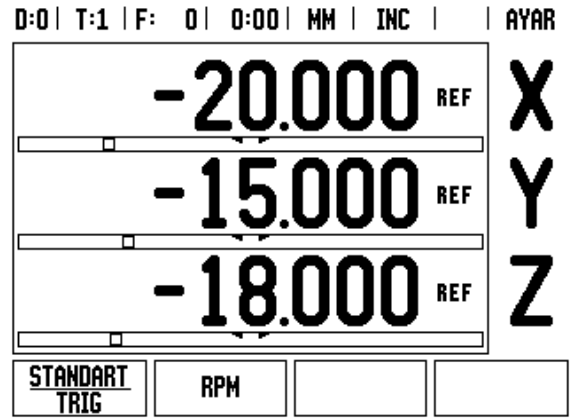 D:0 | T:1 | F: 0 | 0:00 | MM | INC | | AYAR
-20.000 REF X
-15.000 REF Y
-18.000 REF Z
STANDART
TRIG
RPM